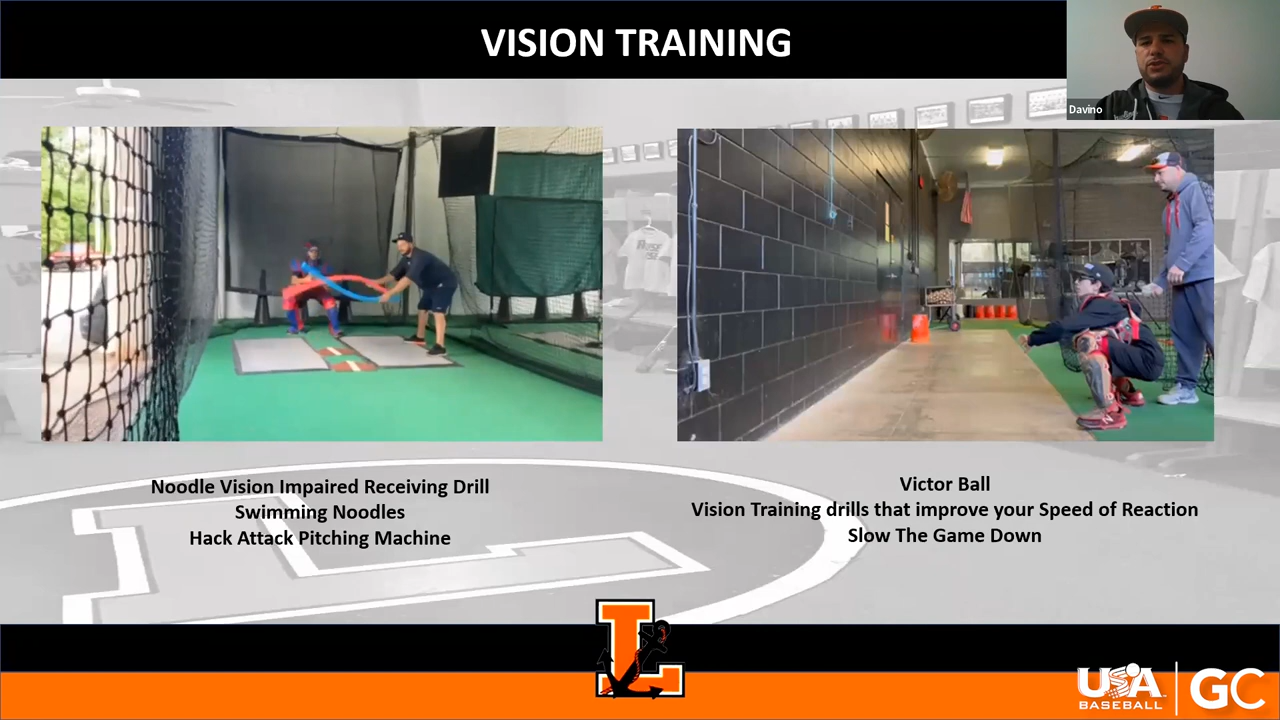 VISION TRAINING
Davino
Noodle Vision Impaired Receiving Drill
Swimming Noodles
Hack Attack Pitching Machine
Victor Ball
Vision Training drills that improve your Speed of Reaction
Slow The Game Down
L
USA
BASEBALL
GC